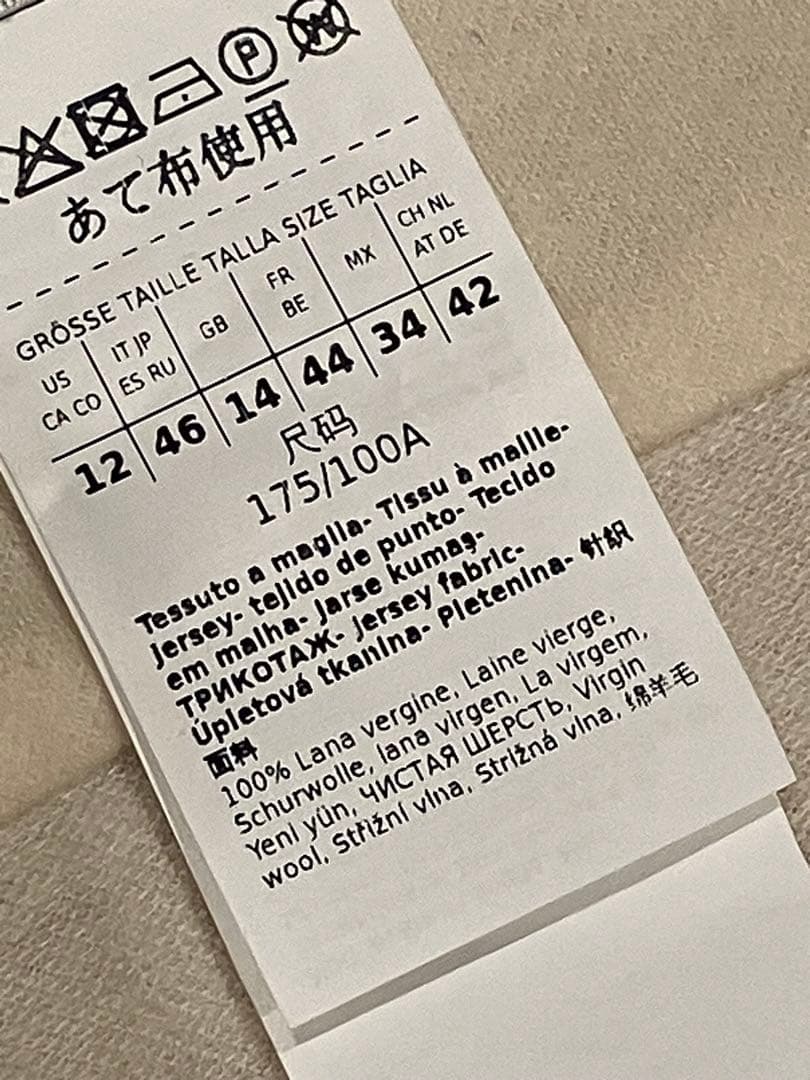 P
W
あて布使用
GRÖSSE TAILLE TALLA SIZE TAGLIA
US CA CO
IT JP ES RU
GB
FR BE
MX
CH NL AT DE
12 46 14 44 34 42
尺码
175/100A
Tessuto a maglia- Tissu à maille-
Jersey- tejido de punto- Tecido
em malha- Jarse kumaş-
ТРИКОТАЖ- Jersey fabric-
Úpletová tkanina- Pletenina- 针织
面料
100% Lana vergine, Laine vierge,
Schurwolle, lana virgen, La virgem,
Yeni yün, ЧИСТАЯ ШЕРСТЬ, Virgin
wool, Střižní vlna, Strižná vlna, 绵羊毛